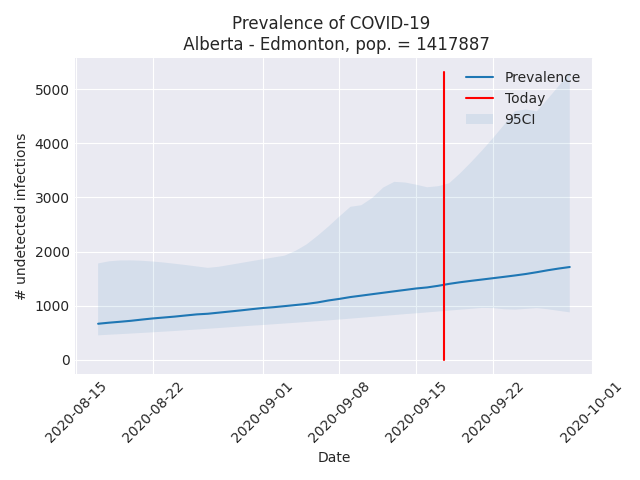 Prevalence of COVID-19
Alberta - Edmonton, pop. = 1417887
Prevalence
Today
95CI
# undetected infections
5000
4000
3000
2000
1000
0
2020-08-15
2020-08-22
2020-09-01
2020-09-08
2020-09-15
2020-09-22
2020-10-01
Date